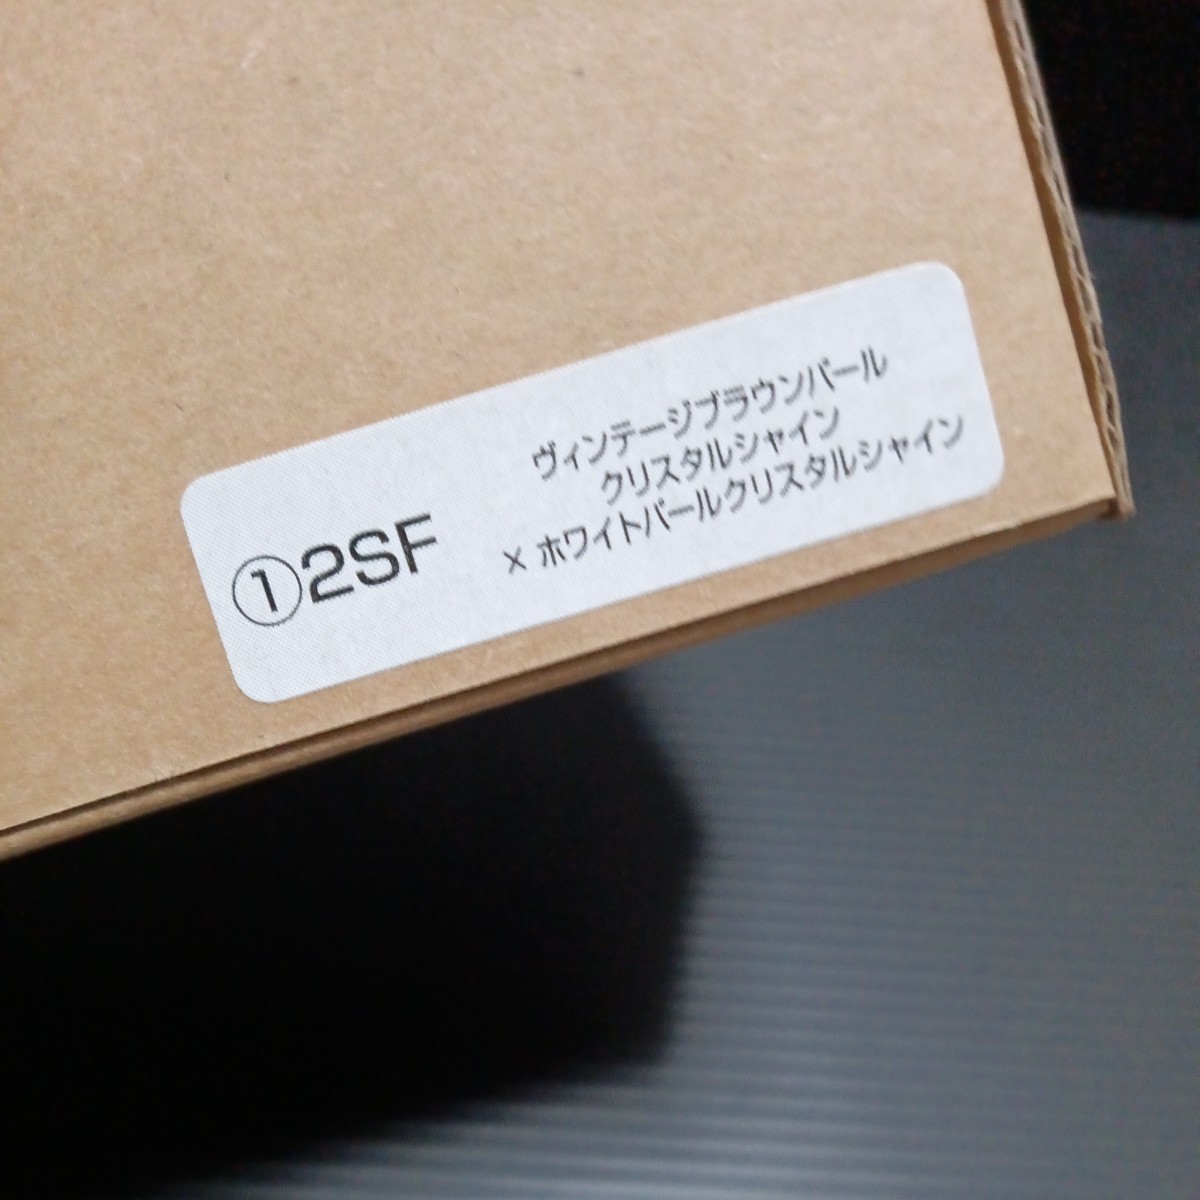 ①2SF
ヴィンテージブラウンパール
クリスタルシャイン
× ホワイトパールクリスタルシャイン